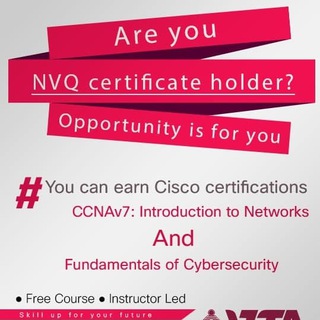 Are you
NVQ certificate holder?
Opportunity is for you
# You can earn Cisco certifications
CCNAv7: Introduction to Networks
And
Fundamentals of Cybersecurity
● Free Course ● Instructor Led
Skill up for your future